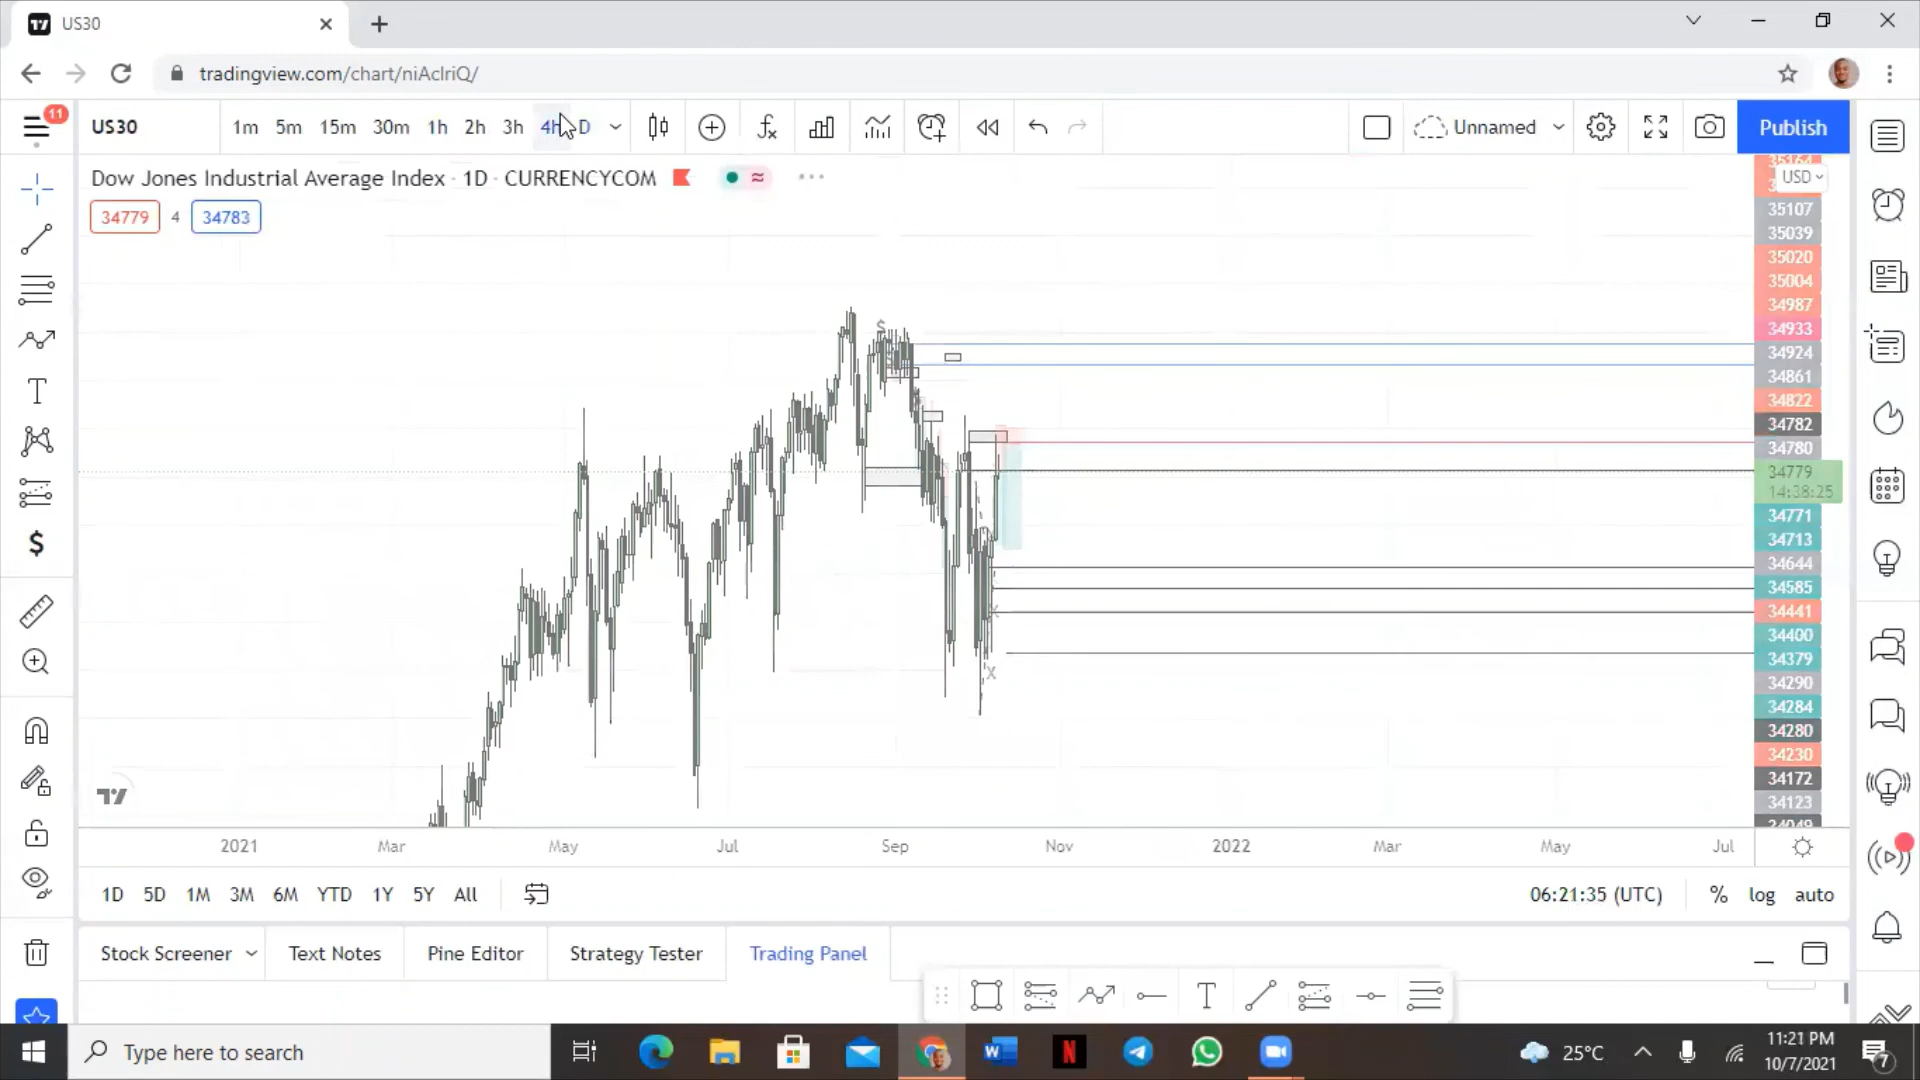 US30
tradingview.com/chart/niAclriQ/
11
US30
1m 5m 15m 30m 1h 2h 3h 4h D
Unnamed
Publish
Dow Jones Industrial Average Index · 1D · CURRENCYCOM
USD
34779 4 34783
35164
35107
35039
35020
35004
34987
34933
34924
34861
34822
34782
34780
34779
14:38:25
34771
34713
34644
34585
34441
34400
34379
34290
34284
34280
34230
34172
34123
34049
$
X
X
2021 Mar May Jul Sep Nov 2022 Mar May Jul
1D 5D 1M 3M 6M YTD 1Y 5Y All
06:21:35 (UTC) % log auto
Stock Screener Text Notes Pine Editor Strategy Tester Trading Panel
Type here to search
25°C
11:21 PM
10/7/2021
7